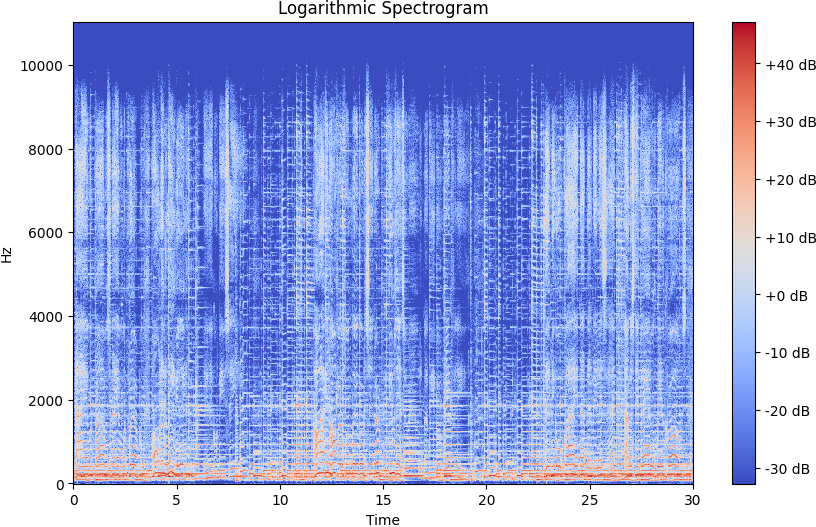 Logarithmic Spectrogram
Hz
10000
8000
6000
4000
2000
0
0 5 10 15 20 25 30
Time
+40 dB
+30 dB
+20 dB
+10 dB
+0 dB
-10 dB
-20 dB
-30 dB